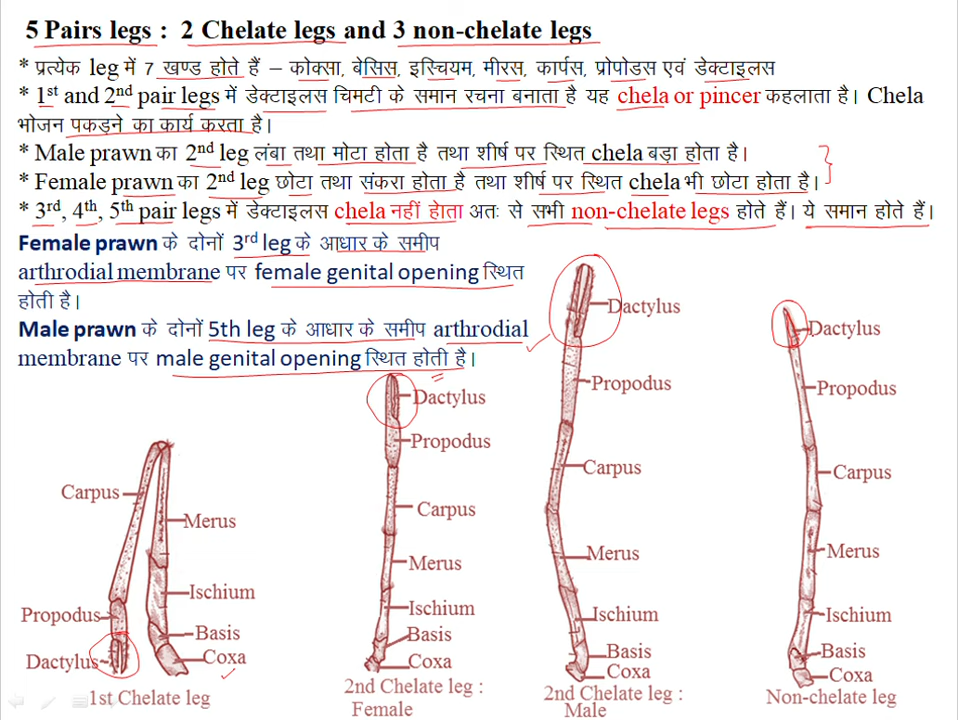 5 Pairs legs : 2 Chelate legs and 3 non-chelate legs
* प्रत्येक leg में 7 खण्ड होते हैं – कोक्सा, बेसिस, इस्चियम, मीरस, कार्पस, प्रोपोडस एवं डेक्टाइलस
* 1st and 2nd pair legs में डेक्टाइलस चिमटी के समान रचना बनाता है यह chela or pincer कहलाता है। Chela
भोजन पकड़ने का कार्य करता है।
* Male prawn का 2nd leg लंबा तथा मोटा होता है तथा शीर्ष पर स्थित chela बड़ा होता है।
* Female prawn का 2nd leg छोटा तथा संकरा होता है तथा शीर्ष पर स्थित chela भी छोटा होता है।
* 3rd, 4th, 5th pair legs में डेक्टाइलस chela नहीं होता अतः से सभी non-chelate legs होते हैं। ये समान होते हैं।
Female prawn के दोनों 3rd leg के आधार के समीप
arthrodial membrane पर female genital opening स्थित
होती है।
Male prawn के दोनों 5th leg के आधार के समीप arthrodial
membrane पर male genital opening स्थित होती है।
Carpus
Merus
Ischium
Propodus
Basis
Dactylus
Coxa
1st Chelate leg
Dactylus
Propodus
Carpus
Merus
Ischium
Basis
Coxa
2nd Chelate leg :
Female
Dactylus
Propodus
Carpus
Merus
Ischium
Basis
Coxa
2nd Chelate leg :
Male
Dactylus
Propodus
Carpus
Merus
Ischium
Basis
Coxa
Non-chelate leg